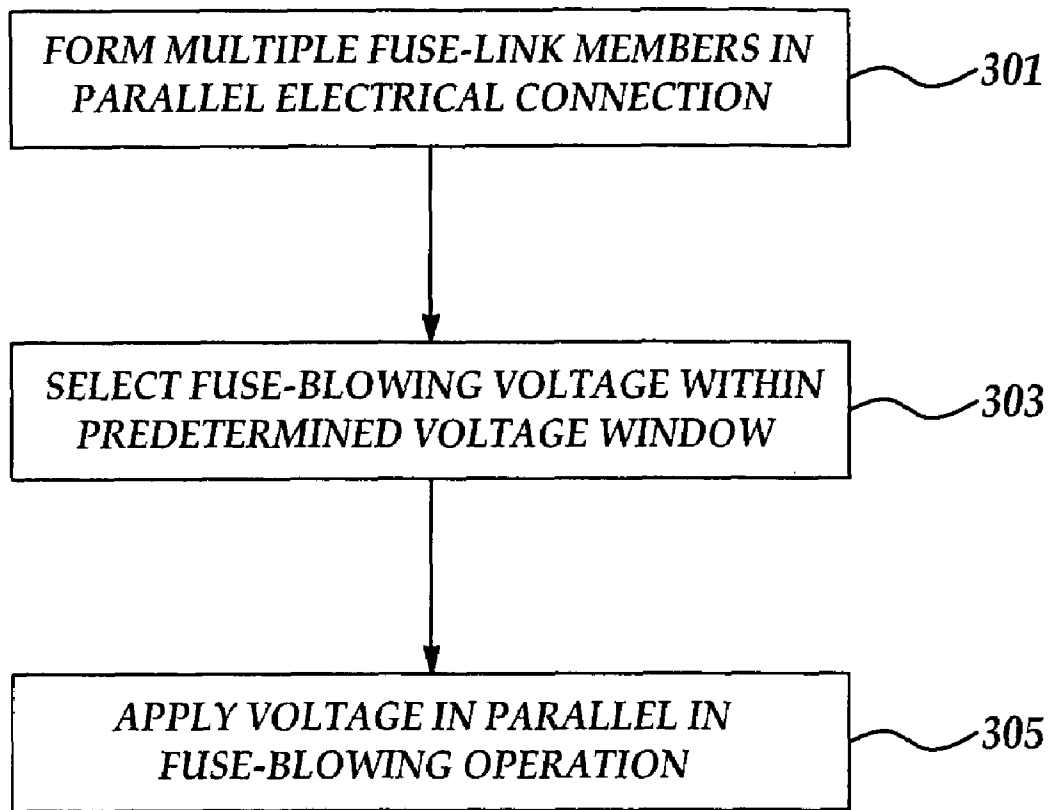 FORM MULTIPLE FUSE-LINK MEMBERS IN
PARALLEL ELECTRICAL CONNECTION
301
SELECT FUSE-BLOWING VOLTAGE WITHIN
PREDETERMINED VOLTAGE WINDOW
303
APPLY VOLTAGE IN PARALLEL IN
FUSE-BLOWING OPERATION
305